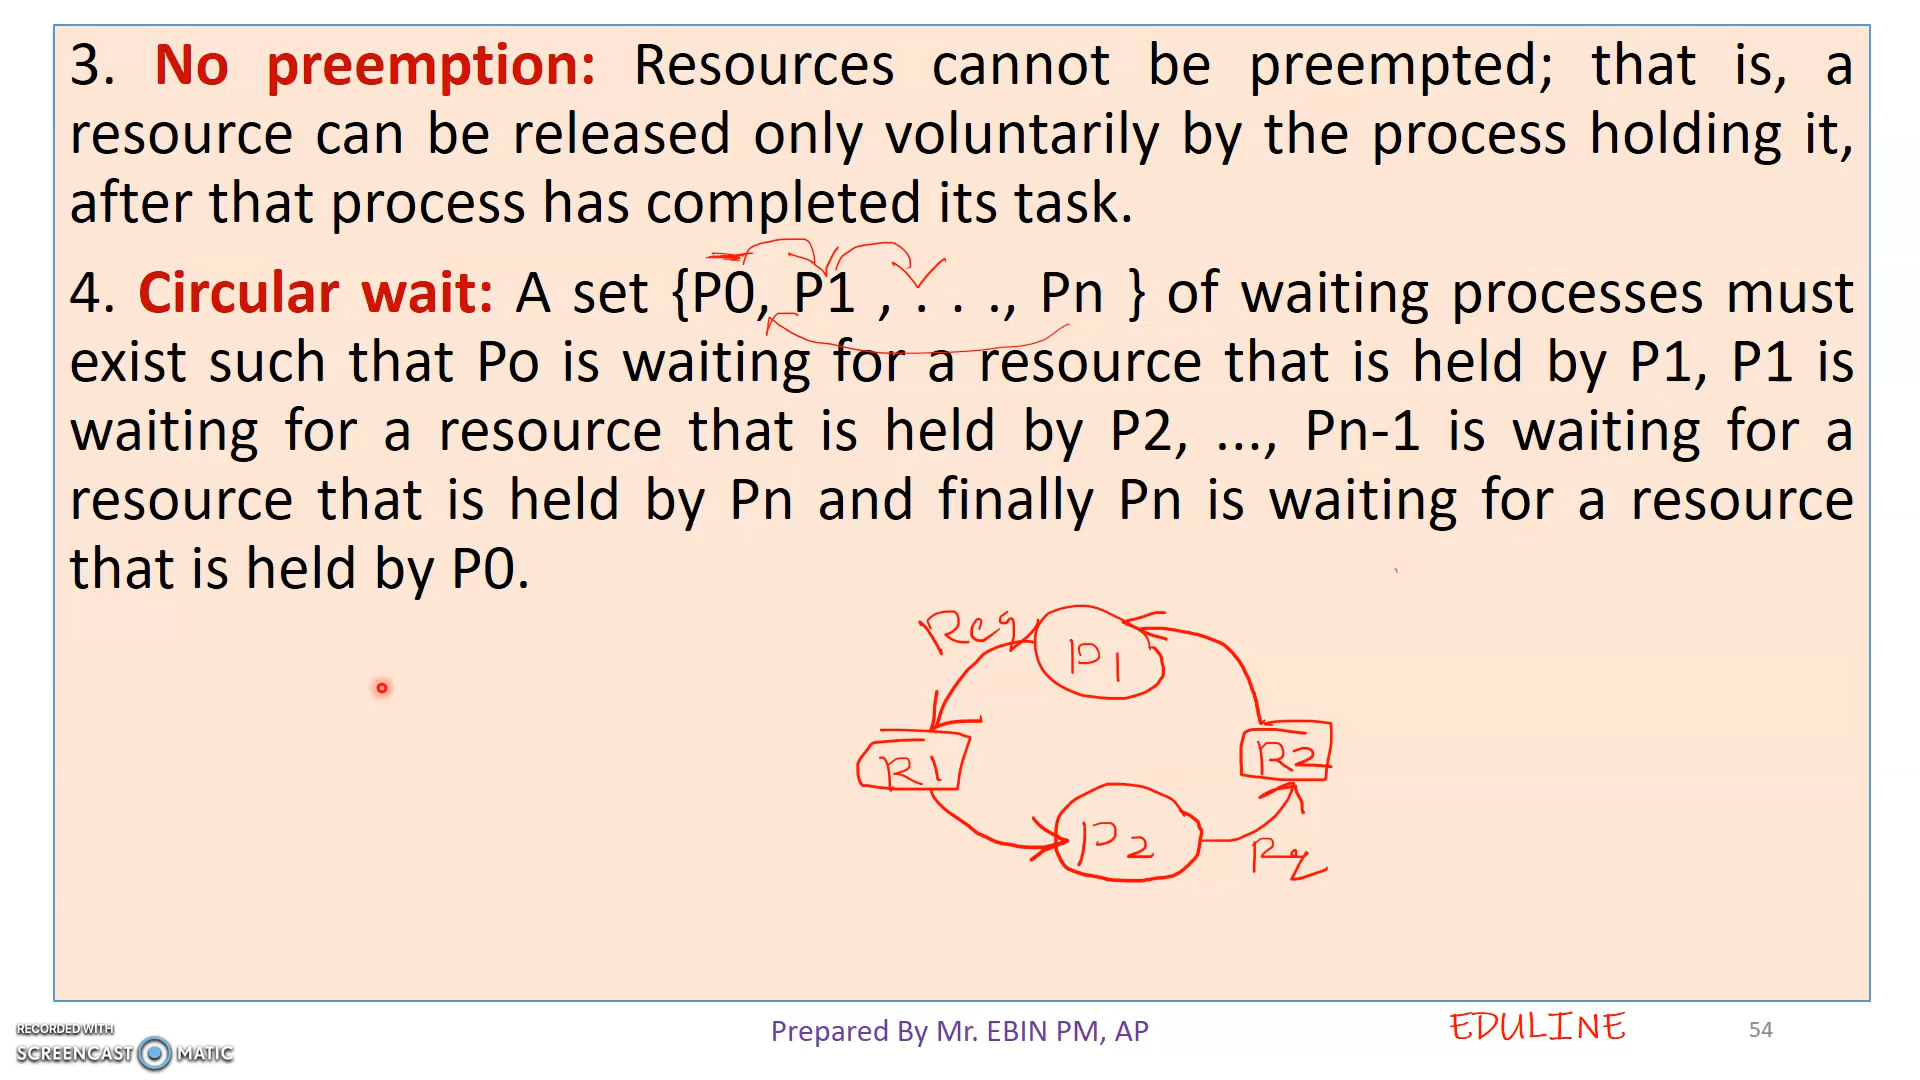 3. No preemption: Resources cannot be preempted; that is, a
resource can be released only voluntarily by the process holding it,
after that process has completed its task.
4. Circular wait: A set {P0, P1 , . . ., Pn } of waiting processes must
exist such that Po is waiting for a resource that is held by P1, P1 is
waiting for a resource that is held by P2, ..., Pn-1 is waiting for a
resource that is held by Pn and finally Pn is waiting for a resource
that is held by P0.
Req
P1
R1
R2
P2
Rq
Prepared By Mr. EBIN PM, AP
EDULINE
54
RECORDED WITH
SCREENCAST MATIC